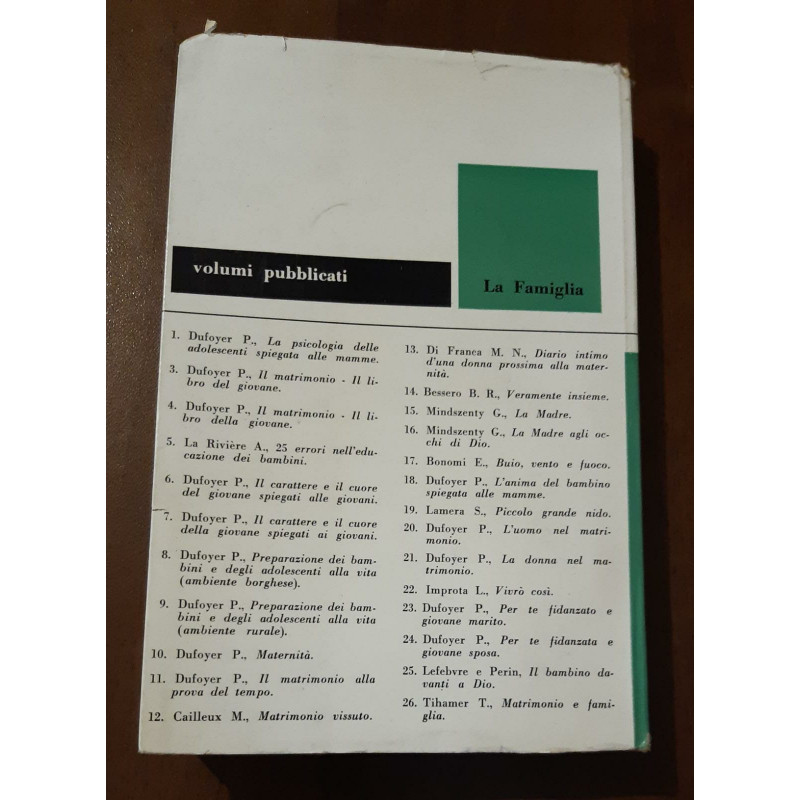 volumi pubblicati
La Famiglia
1. Dufoyer P., La psicologia delle
adolescenti spiegata alle mamme.
3. Dufoyer P., Il matrimonio - Il li-
bro del giovane.
4. Dufoyer P., Il matrimonio - Il li-
bro della giovane.
5. La Rivière A., 25 errori nell'edu-
cazione dei bambini.
6. Dufoyer P., Il carattere e il cuore
del giovane spiegati alle giovani.
7. Dufoyer P., Il carattere e il cuore
della giovane spiegati ai giovani.
8. Dufoyer P., Preparazione dei bam-
bini e degli adolescenti alla vita
(ambiente borghese).
9. Dufoyer P., Preparazione dei bam-
bini e degli adolescenti alla vita
(ambiente rurale).
10. Dufoyer P., Maternità.
11. Dufoyer P., Il matrimonio alla
prova del tempo.
12. Cailleux M., Matrimonio vissuto.
13. Di Franca M. N., Diario intimo
d'una donna prossima alla mater-
nità.
14. Bessero B. R., Veramente insieme.
15. Mindszenty G., La Madre.
16. Mindszenty G., La Madre agli oc-
chi di Dio.
17. Bonomi E., Buio, vento e fuoco.
18. Dufoyer P., L'anima del bambino
spiegata alle mamme.
19. Lamera S., Piccolo grande nido.
20. Dufoyer P., L'uomo nel matri-
monio.
21. Dufoyer P., La donna nel ma-
trimonio.
22. Improta L., Vivrò così.
23. Dufoyer P., Per te fidanzato e
giovane marito.
24. Dufoyer P., Per te fidanzata e
giovane sposa.
25. Lefebvre e Perin, Il bambino da-
vanti a Dio.
26. Tihamer T., Matrimonio e fami-
glia.